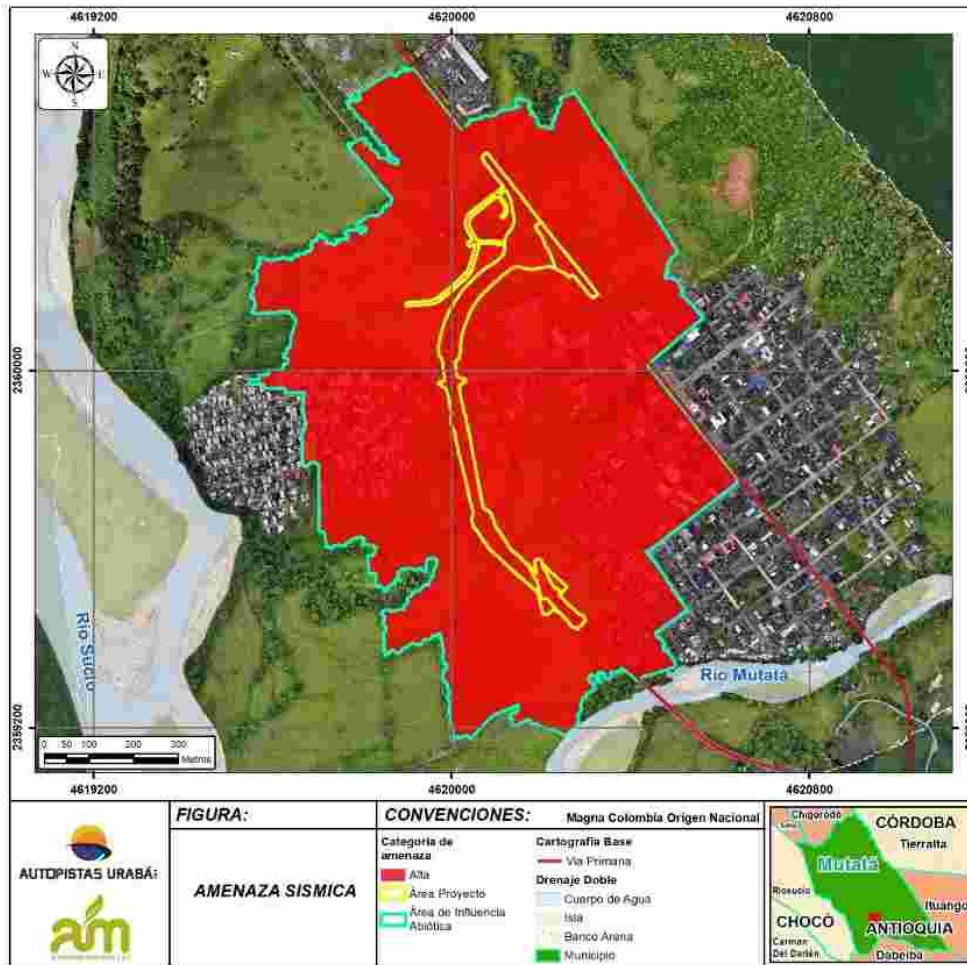 4619200
4620000
4620800
N
W
E
S
2360000
2359200
Río Sucio
Río Mutatá
0 50 100 200 300
Metros
4619200
4620000
4620800
FIGURA:
AMENAZA SISMICA
AUTOPISTAS URABÁ
CONVENCIONES:
Magna Colombia Origen Nacional
Categoría de
amenaza
Alta
Área Proyecto
Área de Influencia
Abiótica
Cartografía Base
Vía Primaria
Drenaje Doble
Cuerpo de Agua
Isla
Banco Arena
Municipio
Chigorodó
CÓRDOBA
Tierralta
Mutatá
Riosucio
Ituango
CHOCÓ
ANTIOQUIA
Carmen
Del Darién
Dabeiba